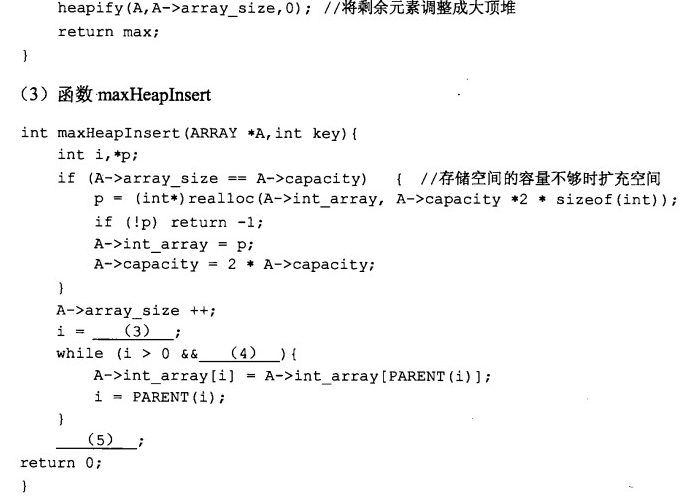 heapify(A,A->array_size,0); //将剩余元素调整成大顶堆
return max;
}
(3) 函数 maxHeapInsert
int maxHeapInsert(ARRAY *A,int key){
int i,*p;
if (A->array_size == A->capacity) { //存储空间的容量不够时扩充空间
p = (int*)realloc(A->int_array, A->capacity *2 * sizeof(int));
if (!p) return -1;
A->int_array = p;
A->capacity = 2 * A->capacity;
}
A->array_size ++;
i = (3) ;
while (i > 0 && (4) ){
A->int_array[i] = A->int_array[PARENT(i)];
i = PARENT(i);
}
(5) ;
return 0;
}